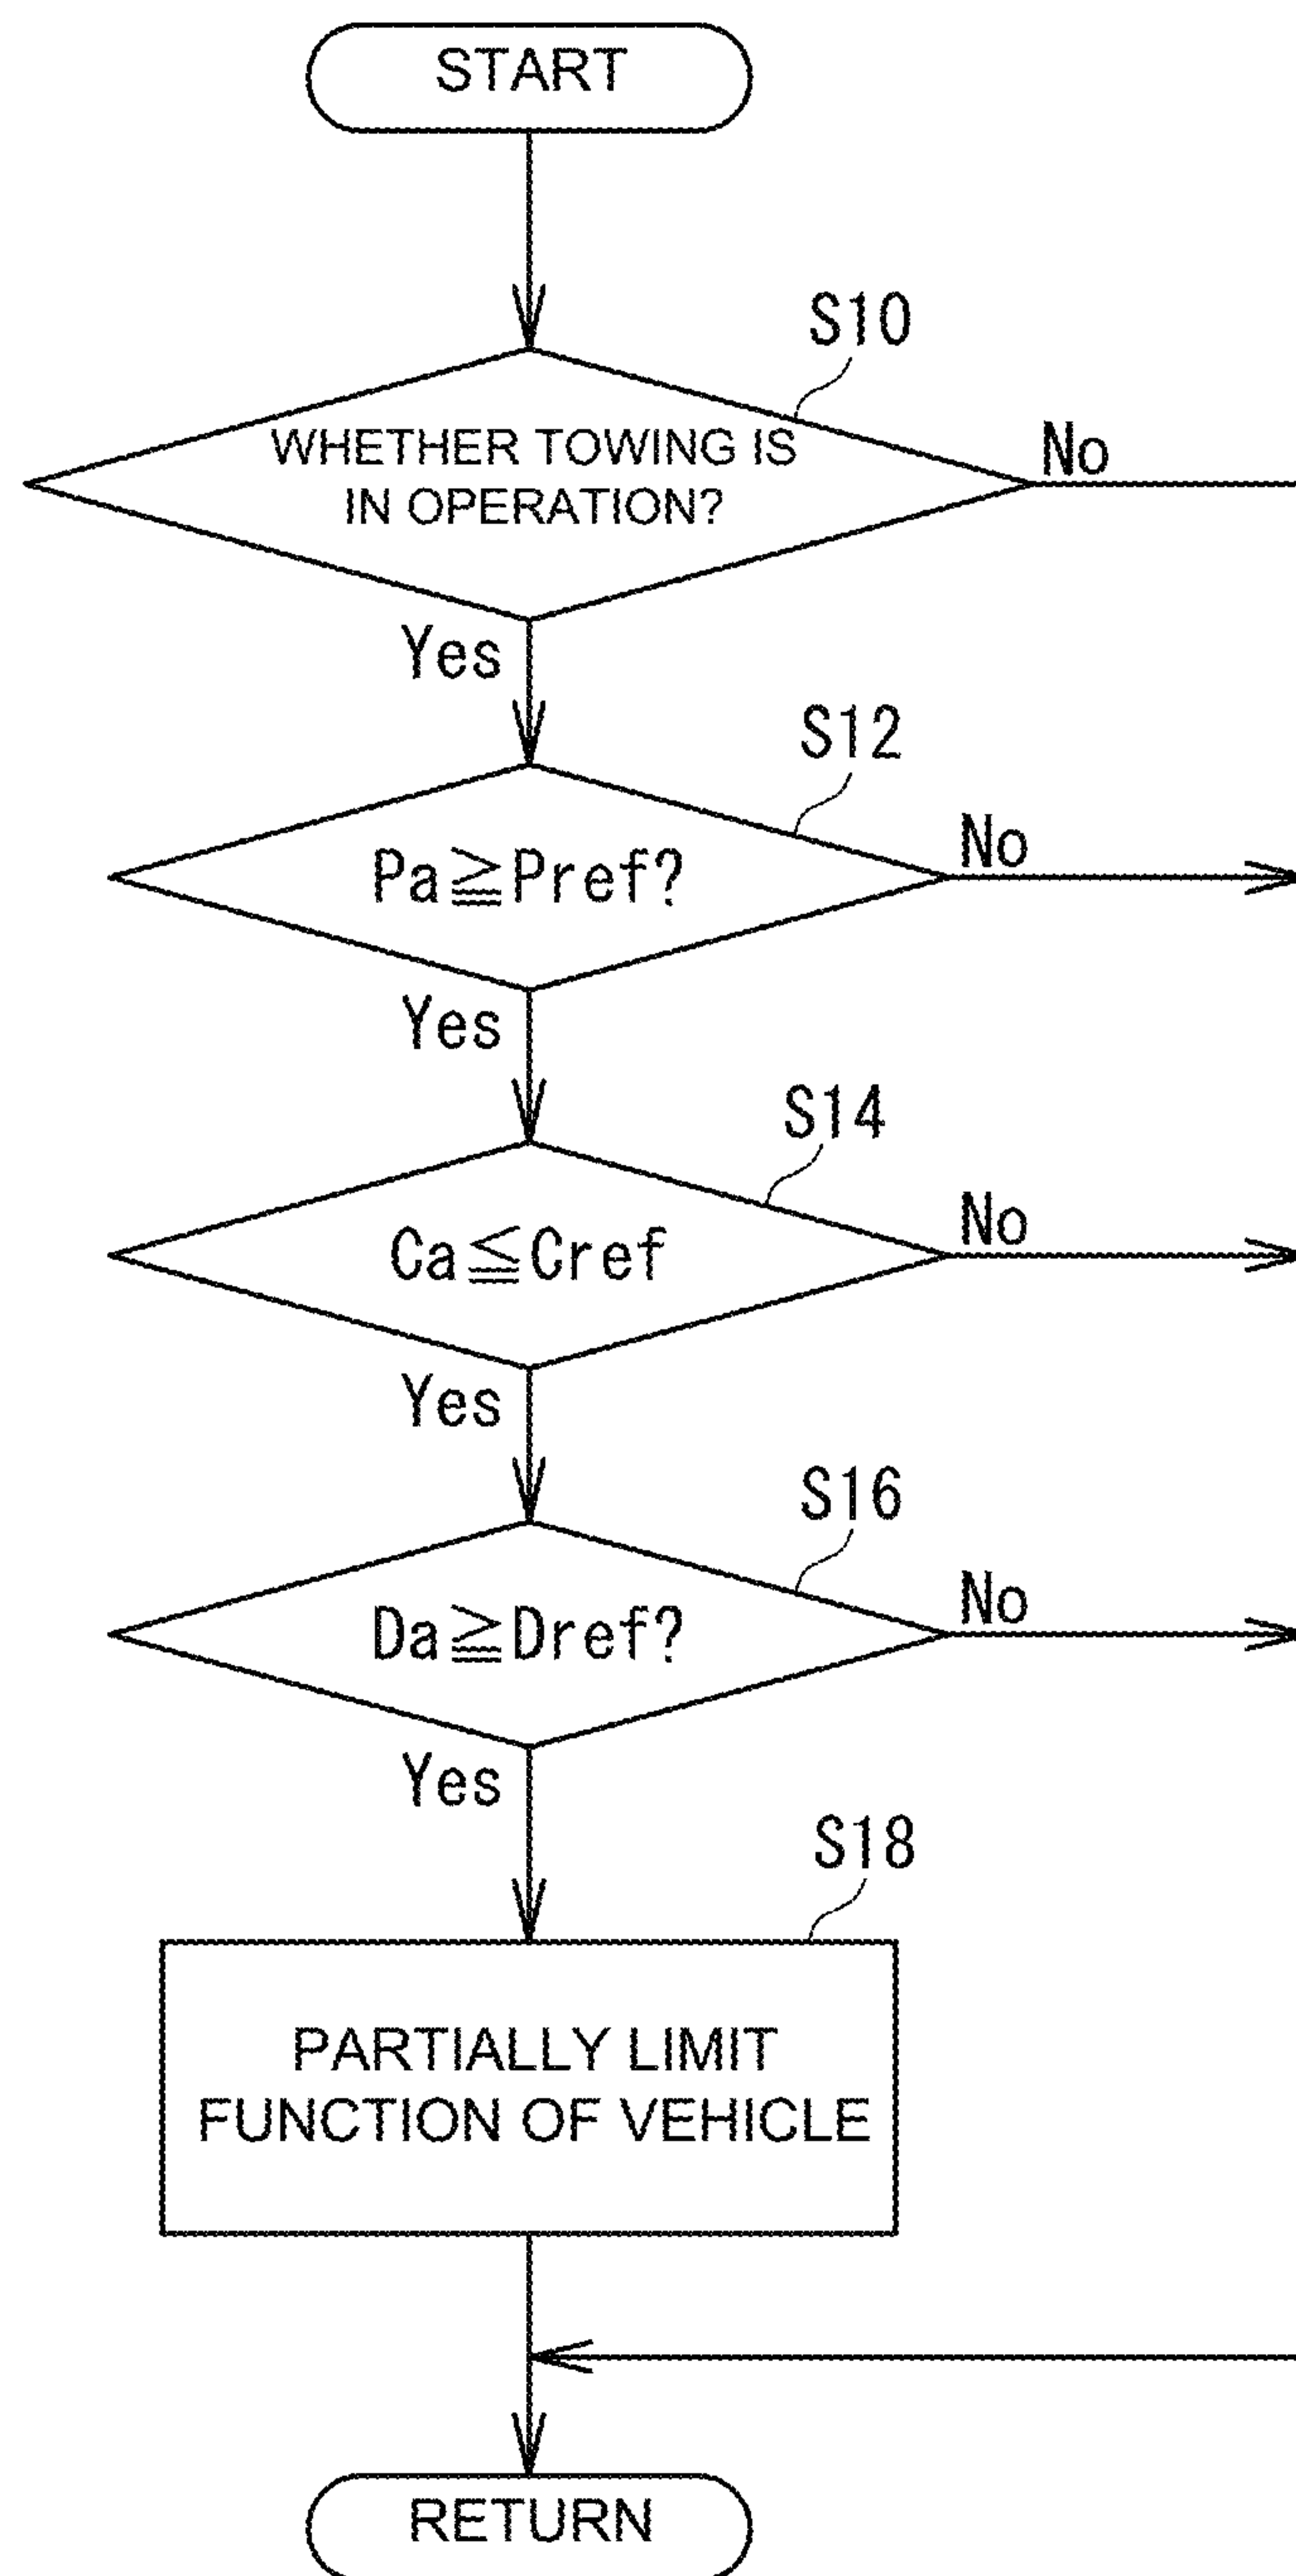 START
S10
WHETHER TOWING IS
IN OPERATION?
No
Yes
S12
Pa≧Pref?
No
Yes
S14
Ca≦Cref
No
Yes
S16
Da≧Dref?
No
Yes
S18
PARTIALLY LIMIT
FUNCTION OF VEHICLE
RETURN